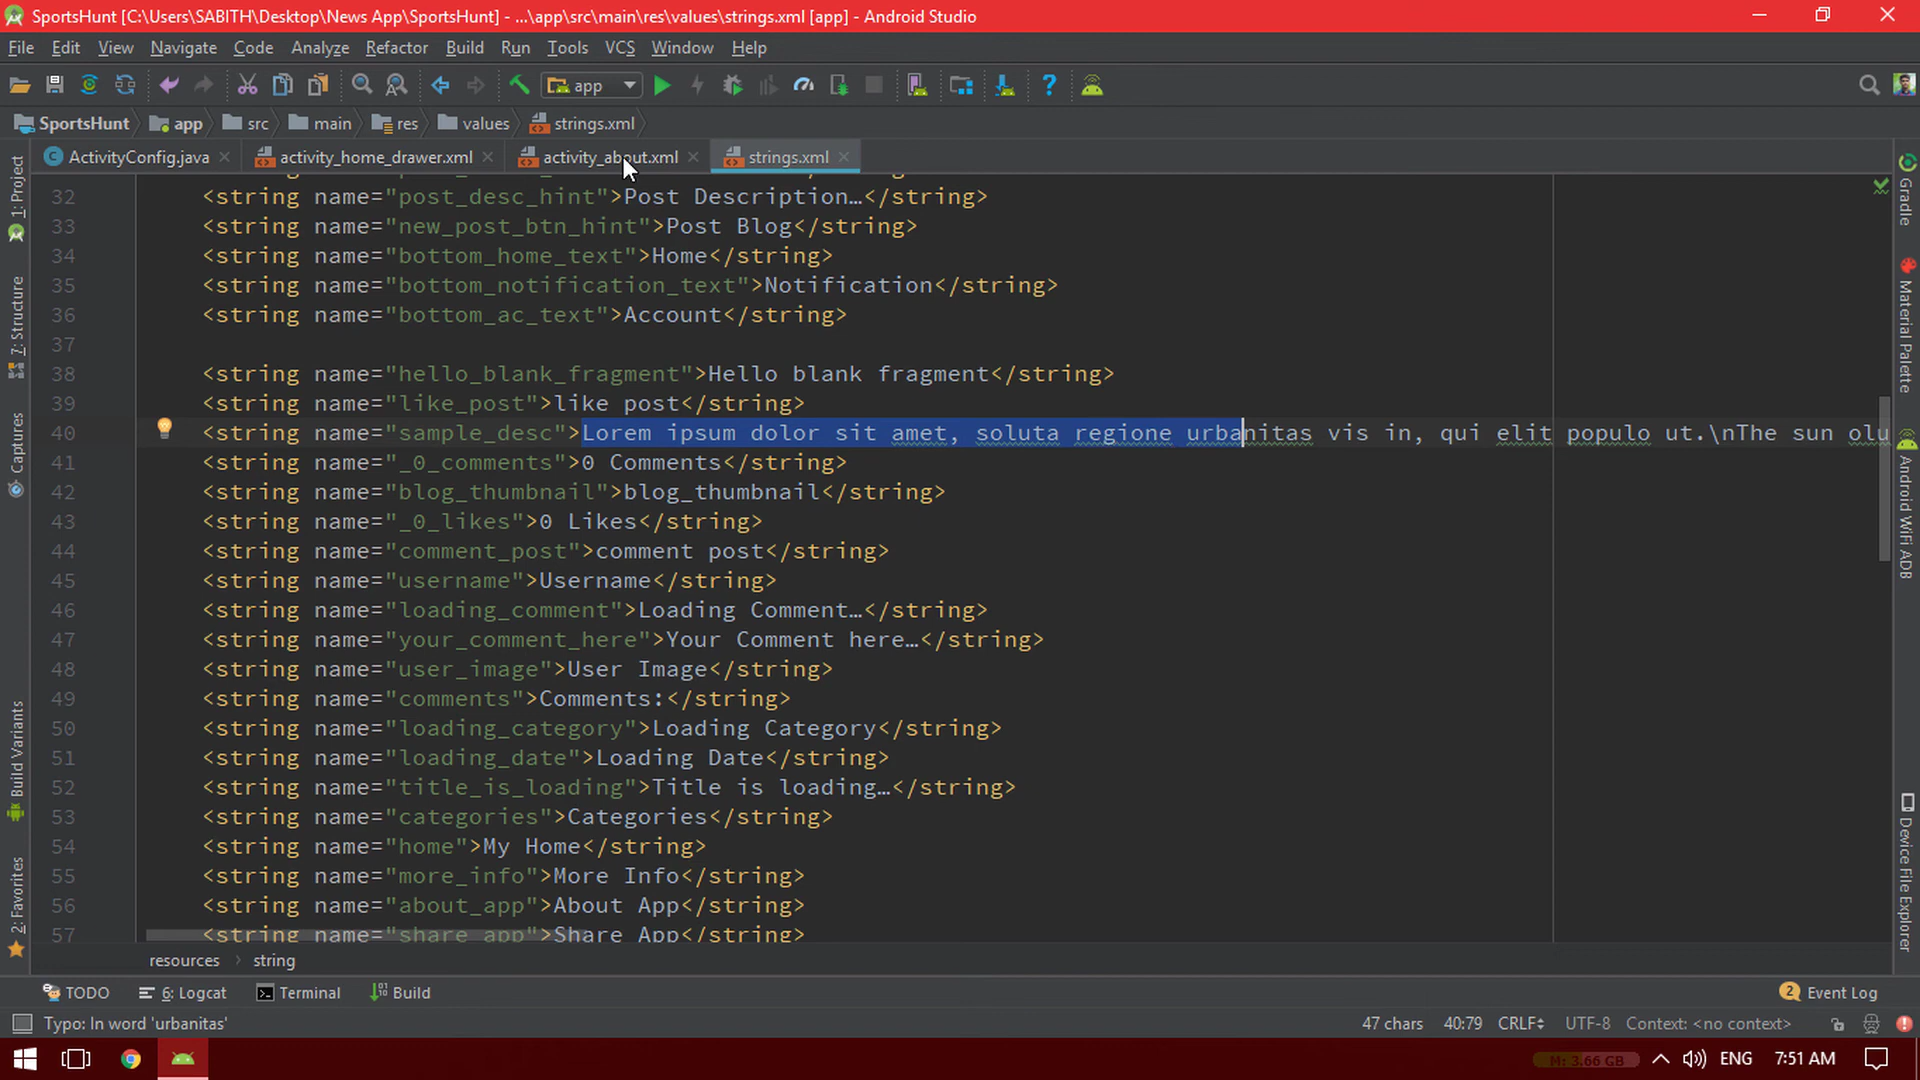 SportsHunt [C:\Users\SABITH\Desktop\News App\SportsHunt] - ...\app\src\main\res\values\strings.xml [app] - Android Studio
File Edit View Navigate Code Analyze Refactor Build Run Tools VCS Window Help
app
SportsHunt app src main res values strings.xml
ActivityConfig.java activity_home_drawer.xml activity_about.xml strings.xml
32 <string name="post_desc_hint">Post Description…</string>
33 <string name="new_post_btn_hint">Post Blog</string>
34 <string name="bottom_home_text">Home</string>
35 <string name="bottom_notification_text">Notification</string>
36 <string name="bottom_ac_text">Account</string>
37
38 <string name="hello_blank_fragment">Hello blank fragment</string>
39 <string name="like_post">like post</string>
40 <string name="sample_desc">Lorem ipsum dolor sit amet, soluta regione urbanitas vis in, qui elit populo ut.\nThe sun olu
41 <string name="_0_comments">0 Comments</string>
42 <string name="blog_thumbnail">blog_thumbnail</string>
43 <string name="_0_likes">0 Likes</string>
44 <string name="comment_post">comment post</string>
45 <string name="username">Username</string>
46 <string name="loading_comment">Loading Comment…</string>
47 <string name="your_comment_here">Your Comment here…</string>
48 <string name="user_image">User Image</string>
49 <string name="comments">Comments:</string>
50 <string name="loading_category">Loading Category</string>
51 <string name="loading_date">Loading Date</string>
52 <string name="title_is_loading">Title is loading…</string>
53 <string name="categories">Categories</string>
54 <string name="home">My Home</string>
55 <string name="more_info">More Info</string>
56 <string name="about_app">About App</string>
57 <string name="share_app">Share App</string>
1: Project
7: Structure
Captures
Build Variants
2: Favorites
Gradle
Material Palette
Android WiFi ADB
Device File Explorer
resources › string
TODO 6: Logcat Terminal Build 2 Event Log
Typo: In word 'urbanitas' 47 chars 40:79 CRLF UTF-8 Context: <no context>
M: 3.66 GB ENG 7:51 AM